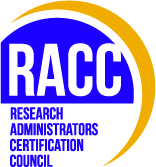 RACC
RESEARCH
ADMINISTRATORS
CERTIFICATION
COUNCIL